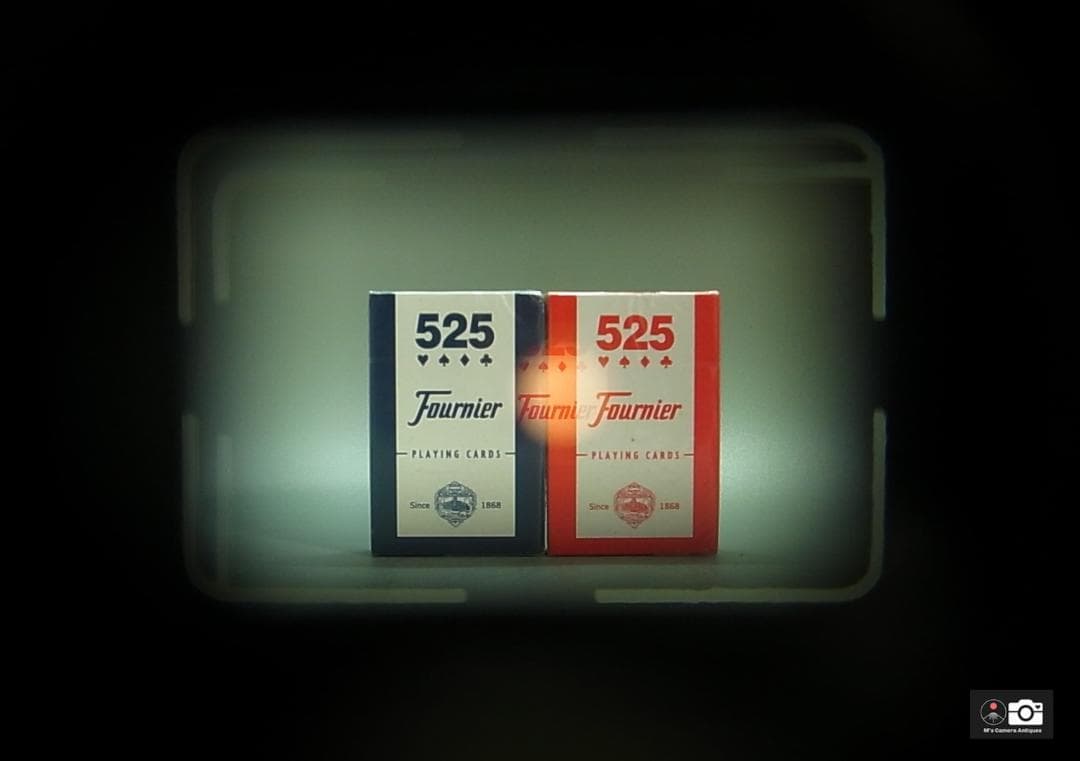 525
Fournier
PLAYING CARDS
Since 1868
525
Fournier
Fournier
PLAYING CARDS
Since 1868
M's Camera Antiques